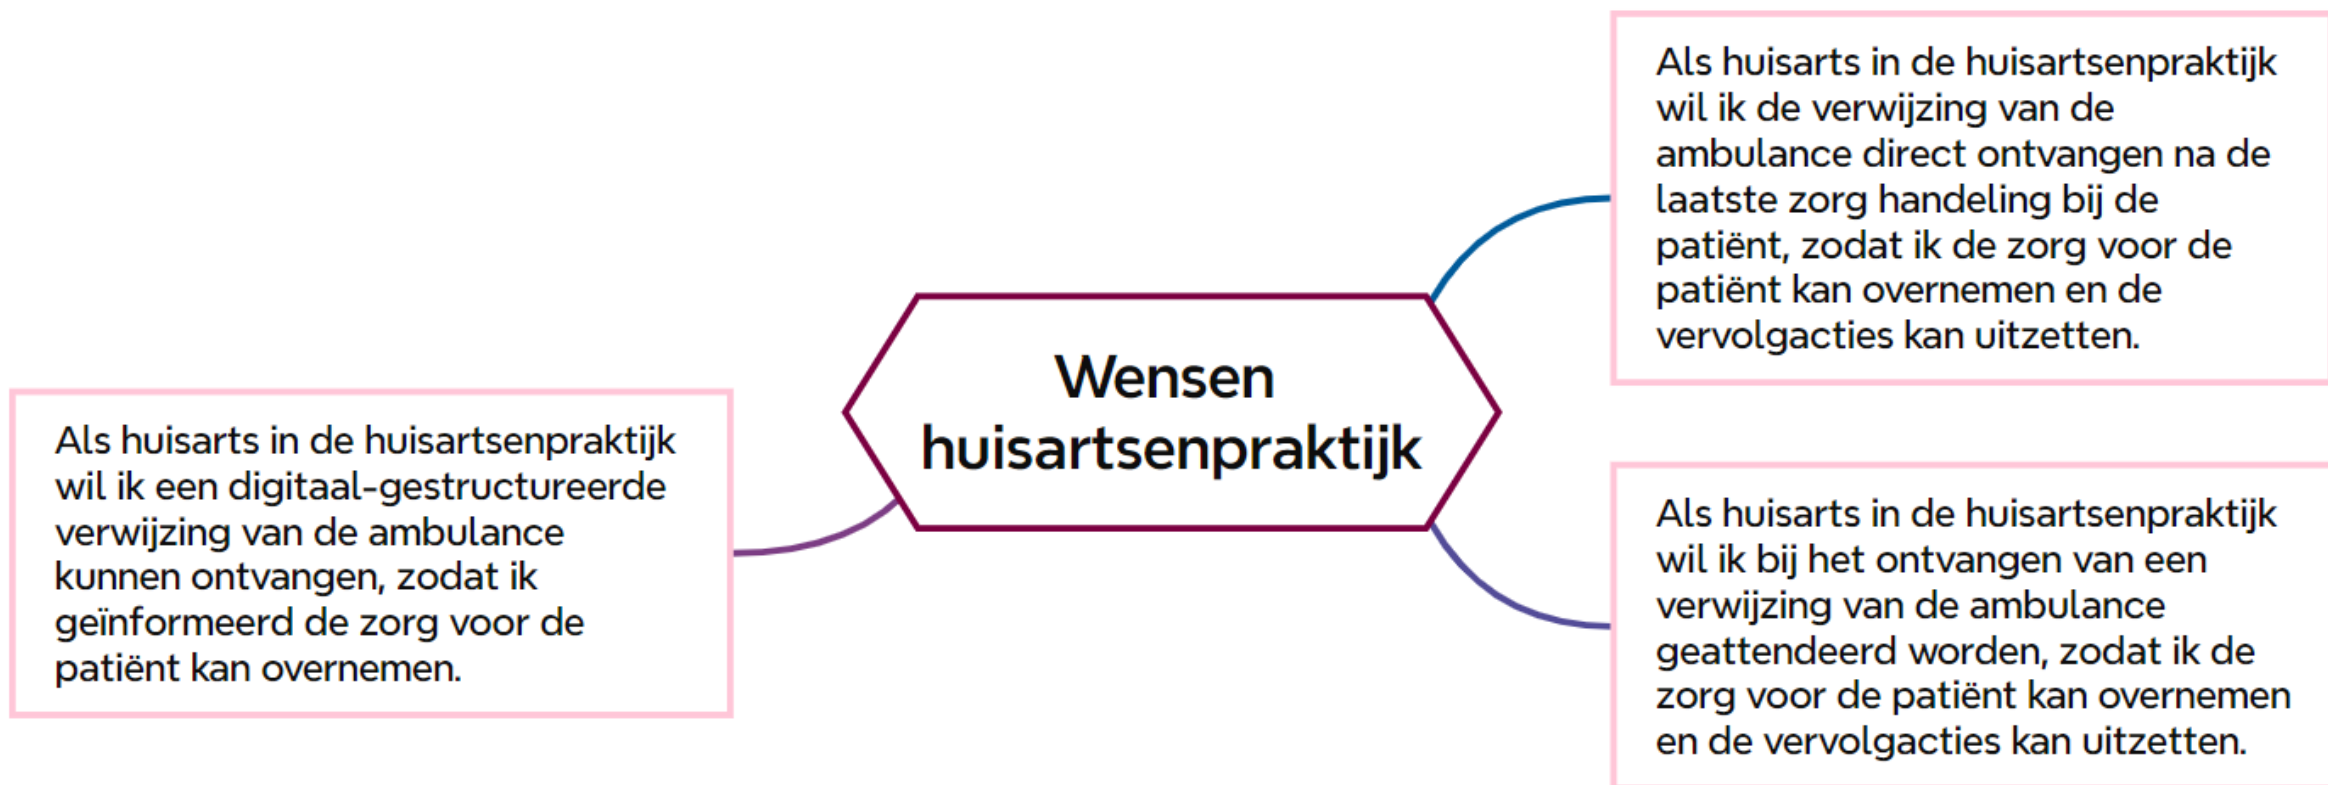 Wensen
huisartsenpraktijk
Als huisarts in de huisartsenpraktijk
wil ik de verwijzing van de
ambulance direct ontvangen na de
laatste zorg handeling bij de
patiënt, zodat ik de zorg voor de
patiënt kan overnemen en de
vervolgacties kan uitzetten.
Als huisarts in de huisartsenpraktijk
wil ik bij het ontvangen van een
verwijzing van de ambulance
geattendeerd worden, zodat ik de
zorg voor de patiënt kan overnemen
en de vervolgacties kan uitzetten.
Als huisarts in de huisartsenpraktijk
wil ik een digitaal-gestructureerde
verwijzing van de ambulance
kunnen ontvangen, zodat ik
geïnformeerd de zorg voor de
patiënt kan overnemen.